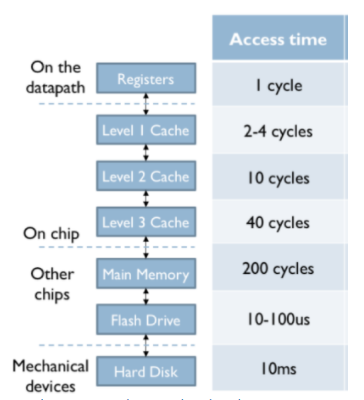 Access time
On the
datapath
Registers
1 cycle
Level 1 Cache
2-4 cycles
Level 2 Cache
10 cycles
On chip
Level 3 Cache
40 cycles
Other
chips
Main Memory
200 cycles
Flash Drive
10-100us
Mechanical
devices
Hard Disk
10ms